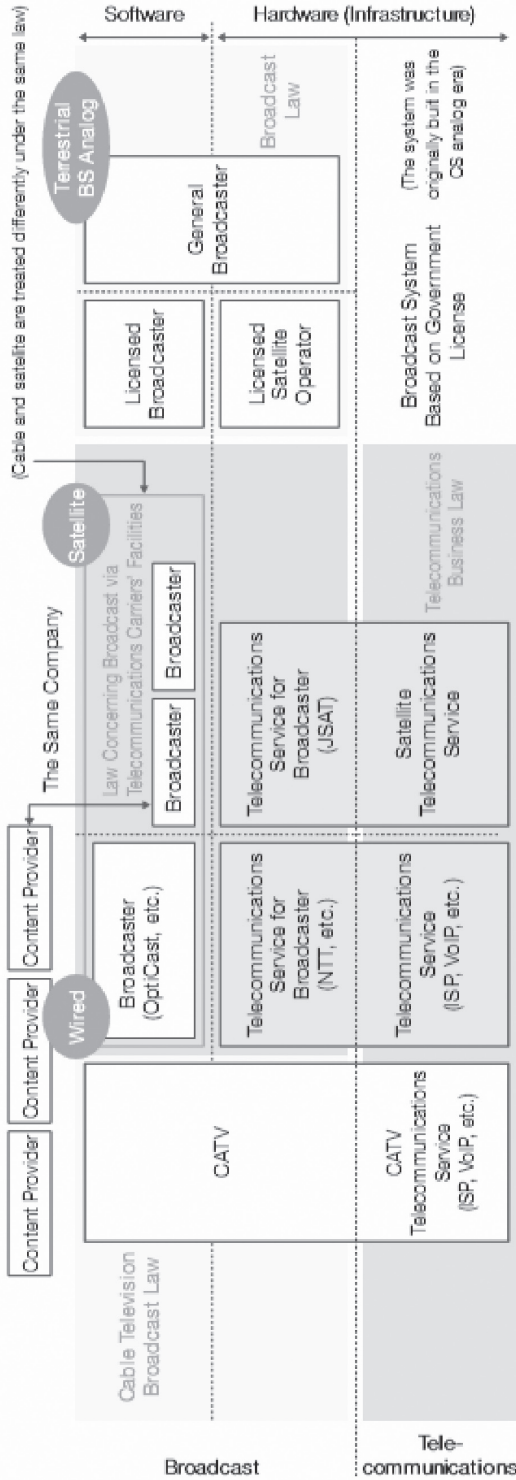 (Cable and satellite are treated differently under the same law)
Software
Hardware (Infrastructure)
The Same Company
Content Provider
Content Provider
Content Provider
Wired
Satellite
Terrestrial
BS Analog
Cable Television
Broadcast Law
CATV
Broadcaster
(OptiCast, etc.)
Law Concerning Broadcast via
Telecommunications Carriers' Facilities
Broadcaster
Broadcaster
Licensed
Broadcaster
General
Broadcaster
Telecommunications
Service for
Broadcaster
(NTT, etc.)
Telecommunications
Service for
Broadcaster
(JSAT)
Licensed
Satellite
Operator
Broadcast
Law
CATV
Telecommunications
Service
(ISP, VoIP, etc.)
Telecommunications
Service
(ISP, VoIP, etc.)
Satellite
Telecommunications
Service
Telecommunications
Business Law
Broadcast System
Based on Government
License
(The system was
originally buit in the
CS analog era)
Broadcast
Tele-
communications